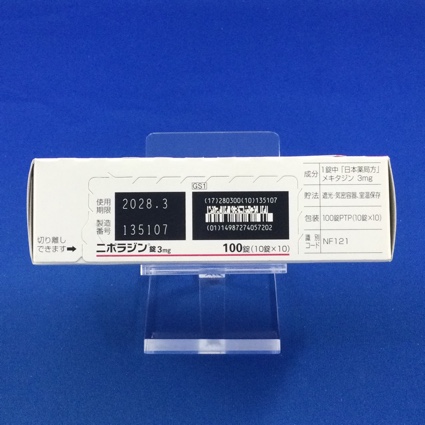 GS1
使用
期限
2028.3
製造
番号
135107
(17)280300(10)135107
(01)14987274057202
切り離し
できます→
ニポラジン錠3mg
100錠(10錠×10)
成分 1錠中「日本薬局方」
メキタジン 3mg
貯法 遮光・気密容器、室温保存
包装 100錠PTP(10錠×10)
識別
コード NF121